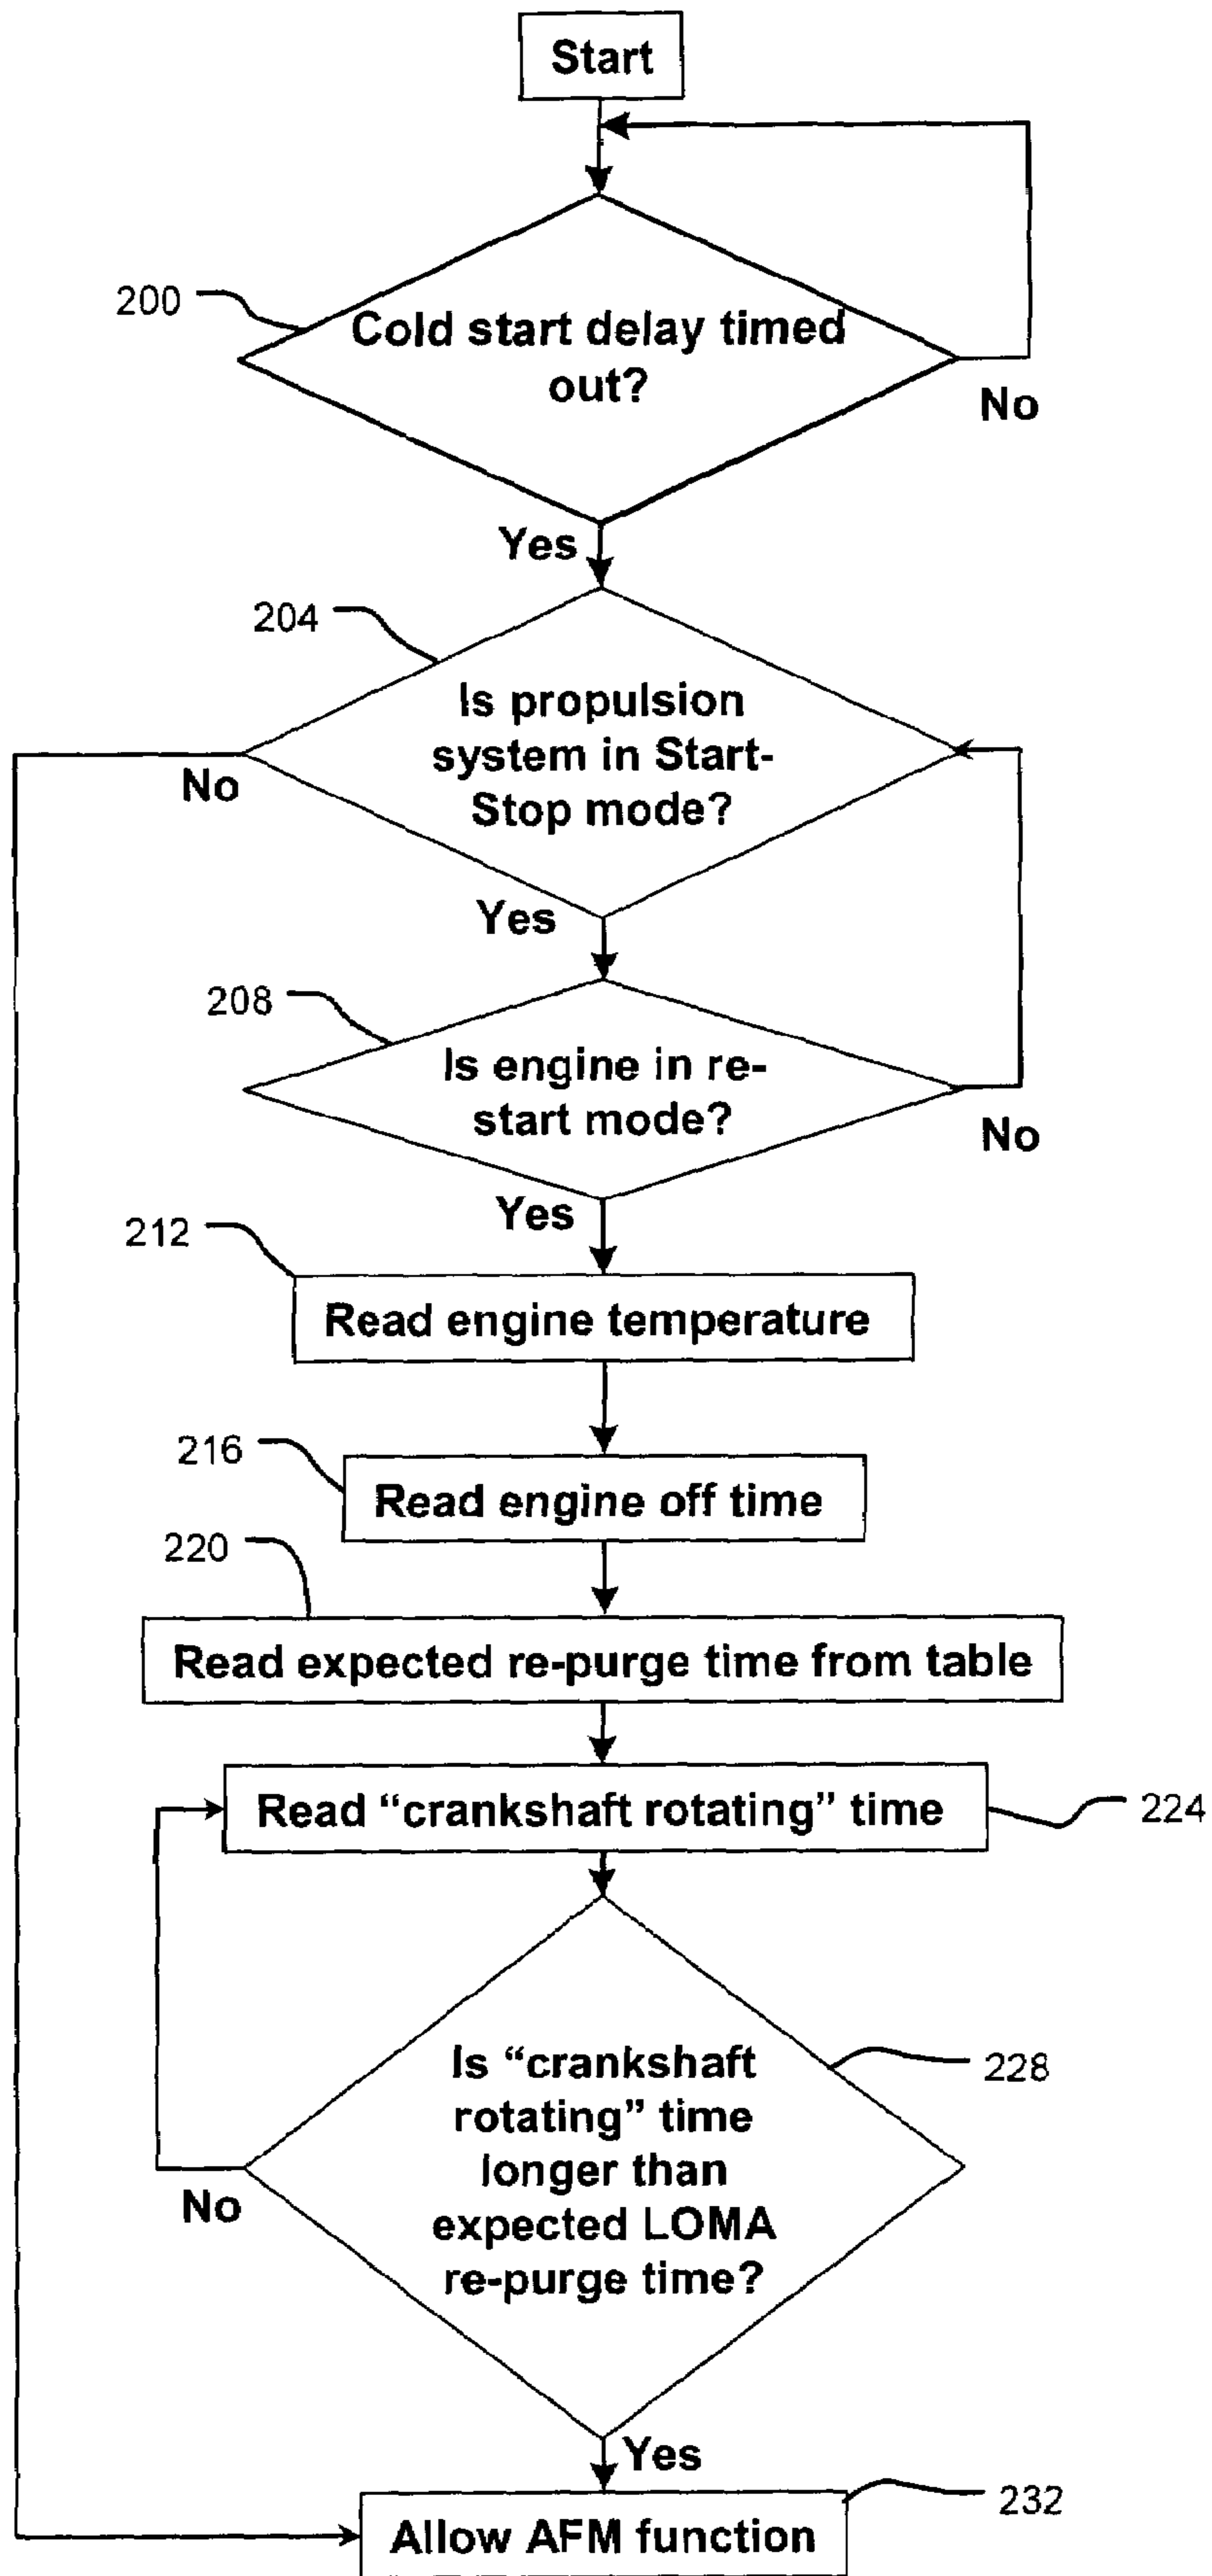 Start
200
Cold start delay timed
out?
No
Yes
204
Is propulsion
system in Start-
Stop mode?
No
Yes
208
Is engine in re-
start mode?
No
Yes
212
Read engine temperature
216
Read engine off time
220
Read expected re-purge time from table
Read “crankshaft rotating” time
224
Is “crankshaft
rotating” time
longer than
expected LOMA
re-purge time?
228
No
Yes
232
Allow AFM function